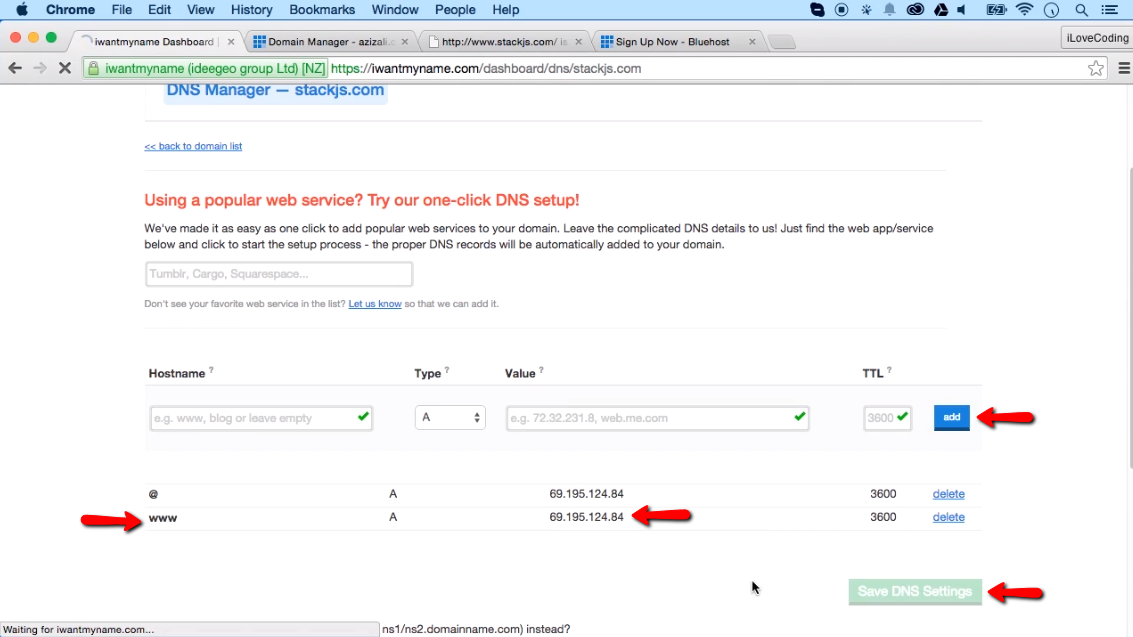 Chrome File Edit View History Bookmarks Window People Help
iwantmyname Dashboard
Domain Manager - azizali.c
http://www.stackjs.com/ is
Sign Up Now - Bluehost
iLoveCoding
iwantmyname (ideegeo group Ltd) [NZ] https://iwantmyname.com/dashboard/dns/stackjs.com
DNS Manager — stackjs.com
<< back to domain list
Using a popular web service? Try our one-click DNS setup!
We've made it as easy as one click to add popular web services to your domain. Leave the complicated DNS details to us! Just find the web app/service
below and click to start the setup process - the proper DNS records will be automatically added to your domain.
Tumblr, Cargo, Squarespace...
Don't see your favorite web service in the list? Let us know so that we can add it.
Hostname ? Type ? Value ? TTL ?
e.g. www, blog or leave empty A e.g. 72.32.231.8, web.me.com 3600 add
@ A 69.195.124.84 3600 delete
www A 69.195.124.84 3600 delete
Save DNS Settings
Waiting for iwantmyname.com... ns1/ns2.domainname.com) instead?